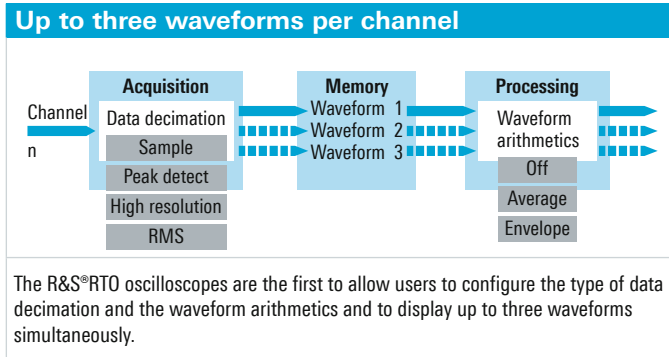 Up to three waveforms per channel
Acquisition
Memory
Processing
Channel
n
Data decimation
Sample
Peak detect
High resolution
RMS
Waveform 1
Waveform 2
Waveform 3
Waveform
arithmetics
Off
Average
Envelope
The R&S®RTO oscilloscopes are the first to allow users to configure the type of data
decimation and the waveform arithmetics and to display up to three waveforms
simultaneously.